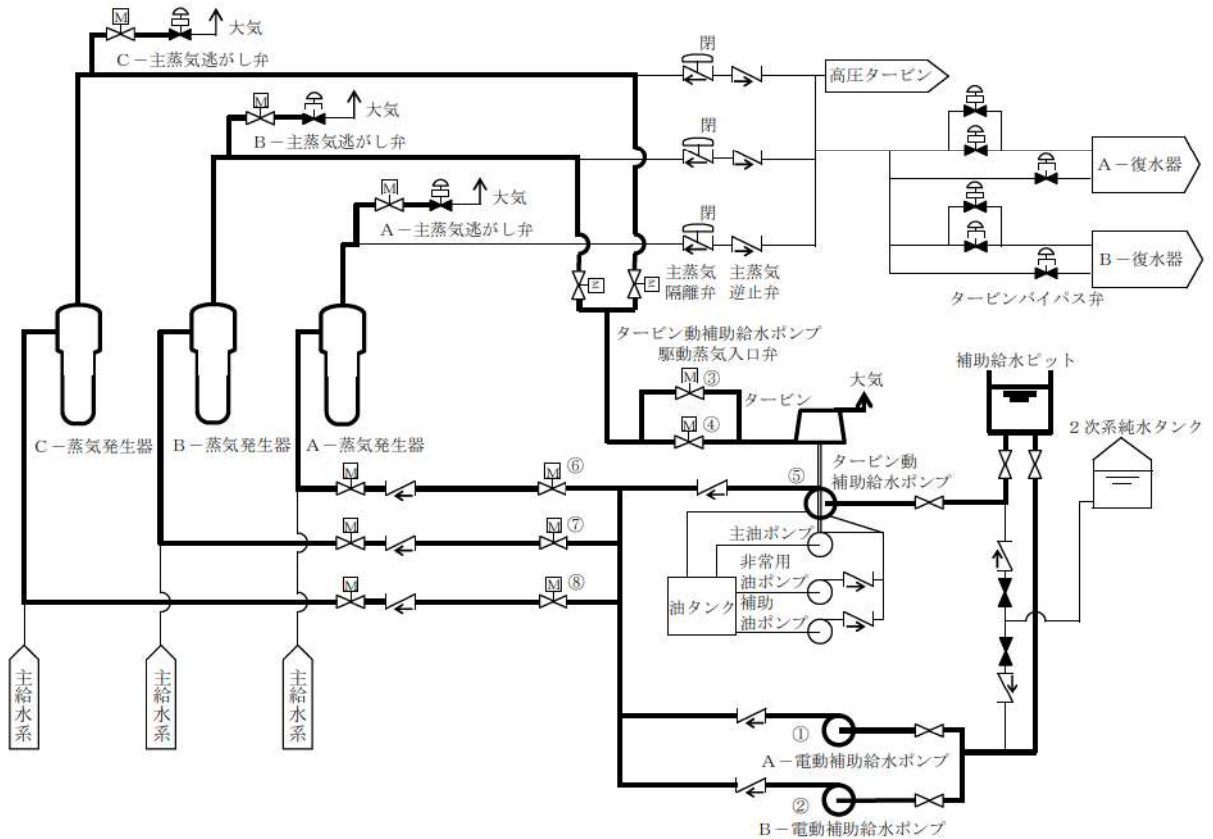 M
大気
C－主蒸気逃がし弁
閉
高圧タービン
M
大気
B－主蒸気逃がし弁
閉
A－復水器
M
大気
A－主蒸気逃がし弁
閉
主蒸気
隔離弁
主蒸気
逆止弁
B－復水器
タービンバイパス弁
M
M
タービン動補助給水ポンプ
駆動蒸気入口弁
M
③
タービン
大気
補助給水ピット
M
④
2次系純水タンク
C－蒸気発生器
B－蒸気発生器
A－蒸気発生器
M
M
⑥
⑤
タービン動
補助給水ポンプ
M
M
⑦
主油ポンプ
非常用
油ポンプ
M
M
⑧
油タンク
補助
油ポンプ
主給水系
主給水系
主給水系
①
A－電動補助給水ポンプ
②
B－電動補助給水ポンプ